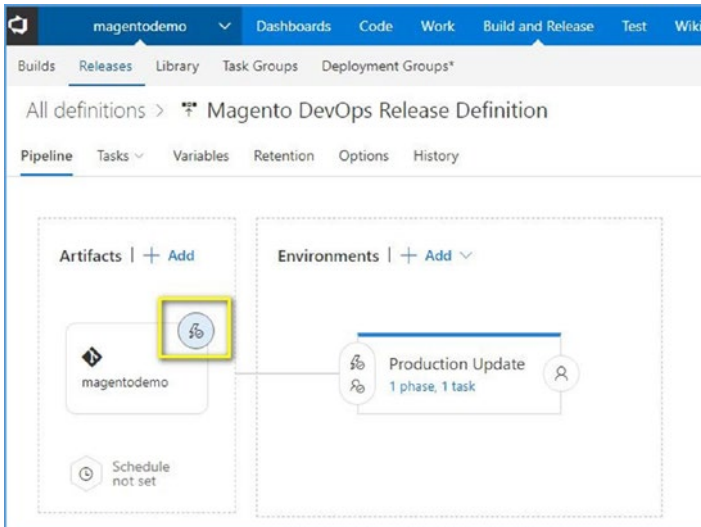 magentodemo Dashboards Code Work Build and Release Test Wiki
Builds Releases Library Task Groups Deployment Groups*
All definitions > Magento DevOps Release Definition
Pipeline Tasks Variables Retention Options History
Artifacts | + Add
Environments | + Add
magentodemo
Production Update
1 phase, 1 task
Schedule
not set